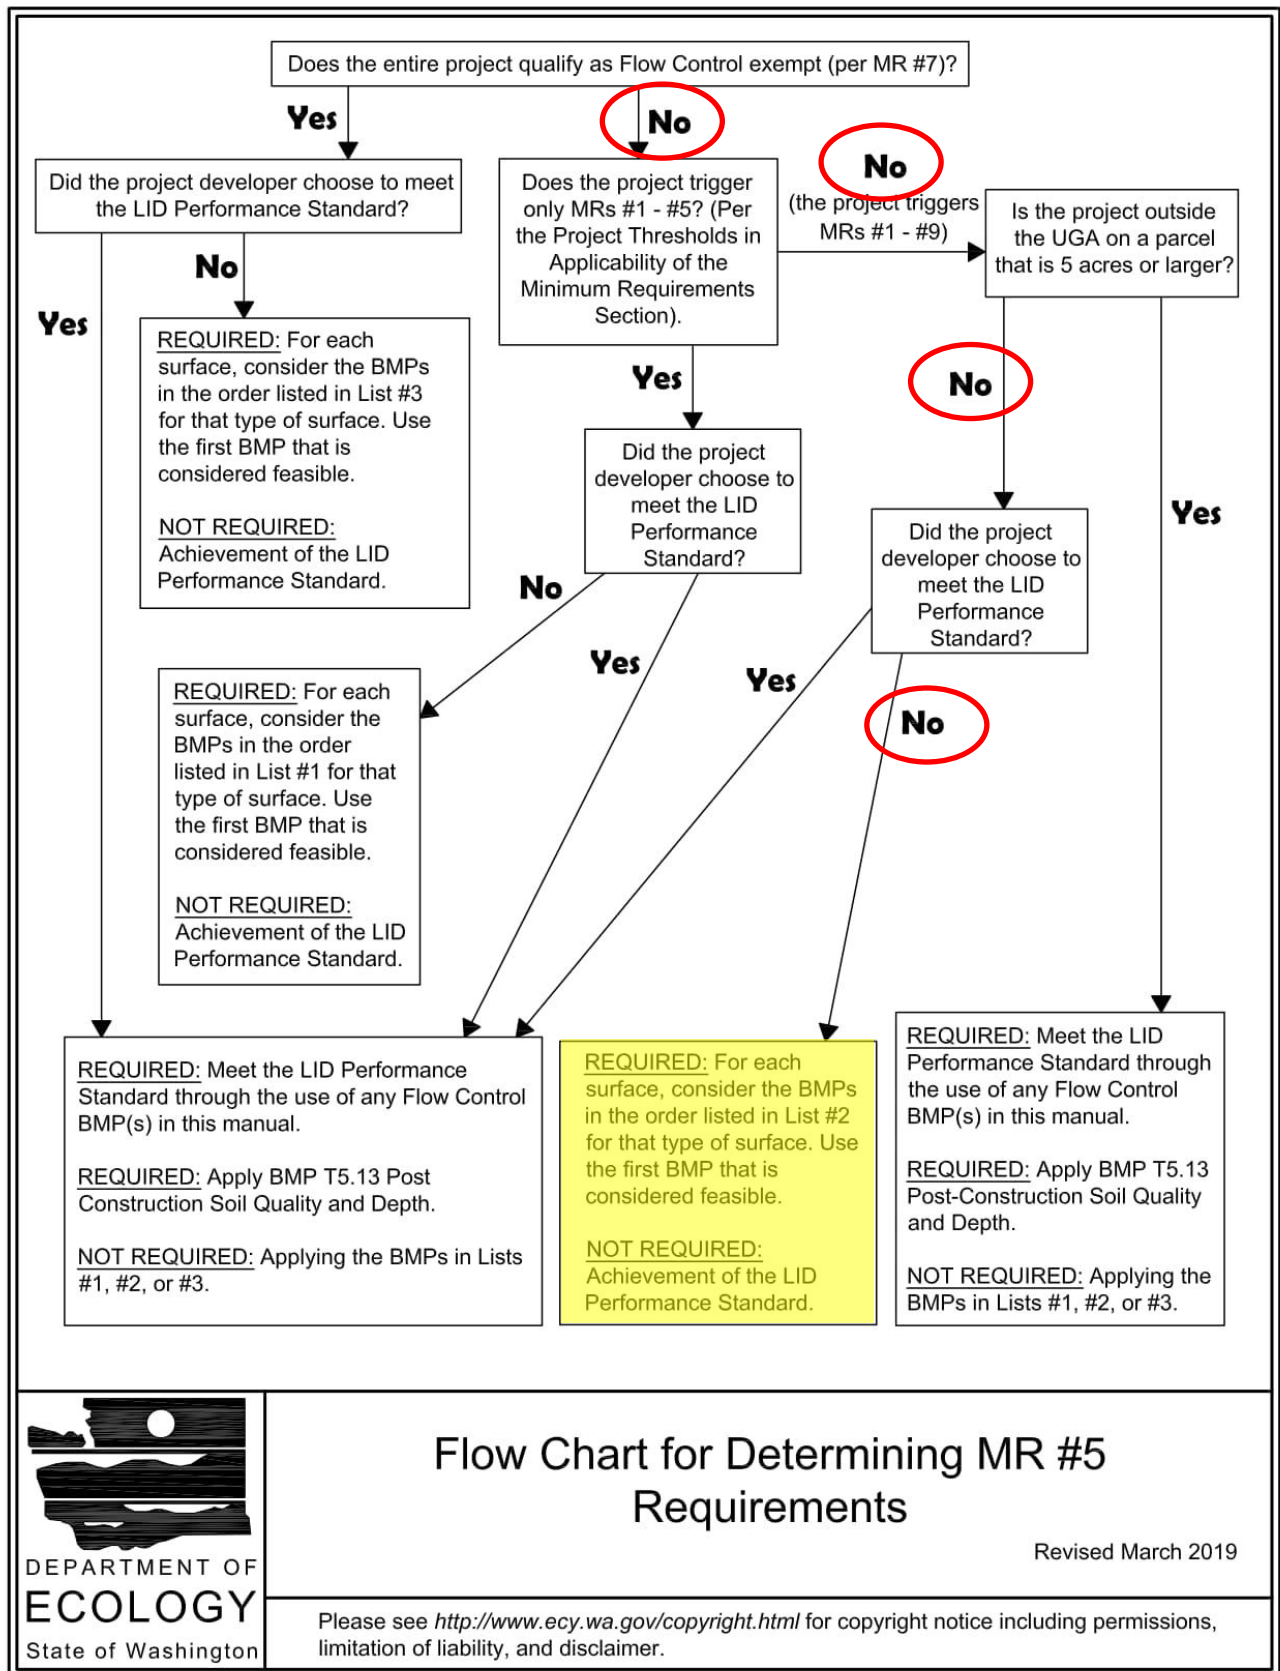 Does the entire project qualify as Flow Control exempt (per MR #7)?
Yes
No
Did the project developer choose to meet
the LID Performance Standard?
Does the project trigger
only MRs #1 - #5? (Per
the Project Thresholds in
Applicability of the
Minimum Requirements
Section).
No
(the project triggers
MRs #1 - #9)
Is the project outside
the UGA on a parcel
that is 5 acres or larger?
Yes
No
REQUIRED: For each
surface, consider the BMPs
in the order listed in List #3
for that type of surface. Use
the first BMP that is
considered feasible.
NOT REQUIRED:
Achievement of the LID
Performance Standard.
Yes
Did the project
developer choose to
meet the LID
Performance
Standard?
No
Yes
Did the project
developer choose to
meet the LID
Performance
Standard?
No
Yes
Yes
No
REQUIRED: For each
surface, consider the
BMPs in the order
listed in List #1 for that
type of surface. Use
the first BMP that is
considered feasible.
NOT REQUIRED:
Achievement of the LID
Performance Standard.
REQUIRED: Meet the LID Performance
Standard through the use of any Flow Control
BMP(s) in this manual.
REQUIRED: Apply BMP T5.13 Post
Construction Soil Quality and Depth.
NOT REQUIRED: Applying the BMPs in Lists
#1, #2, or #3.
REQUIRED: For each
surface, consider the BMPs
in the order listed in List #2
for that type of surface. Use
the first BMP that is
considered feasible.
NOT REQUIRED:
Achievement of the LID
Performance Standard.
REQUIRED: Meet the LID
Performance Standard through
the use of any Flow Control
BMP(s) in this manual.
REQUIRED: Apply BMP T5.13
Post-Construction Soil Quality
and Depth.
NOT REQUIRED: Applying the
BMPs in Lists #1, #2, or #3.
DEPARTMENT OF
ECOLOGY
State of Washington
Flow Chart for Determining MR #5
Requirements
Revised March 2019
Please see http://www.ecy.wa.gov/copyright.html for copyright notice including permissions,
limitation of liability, and disclaimer.